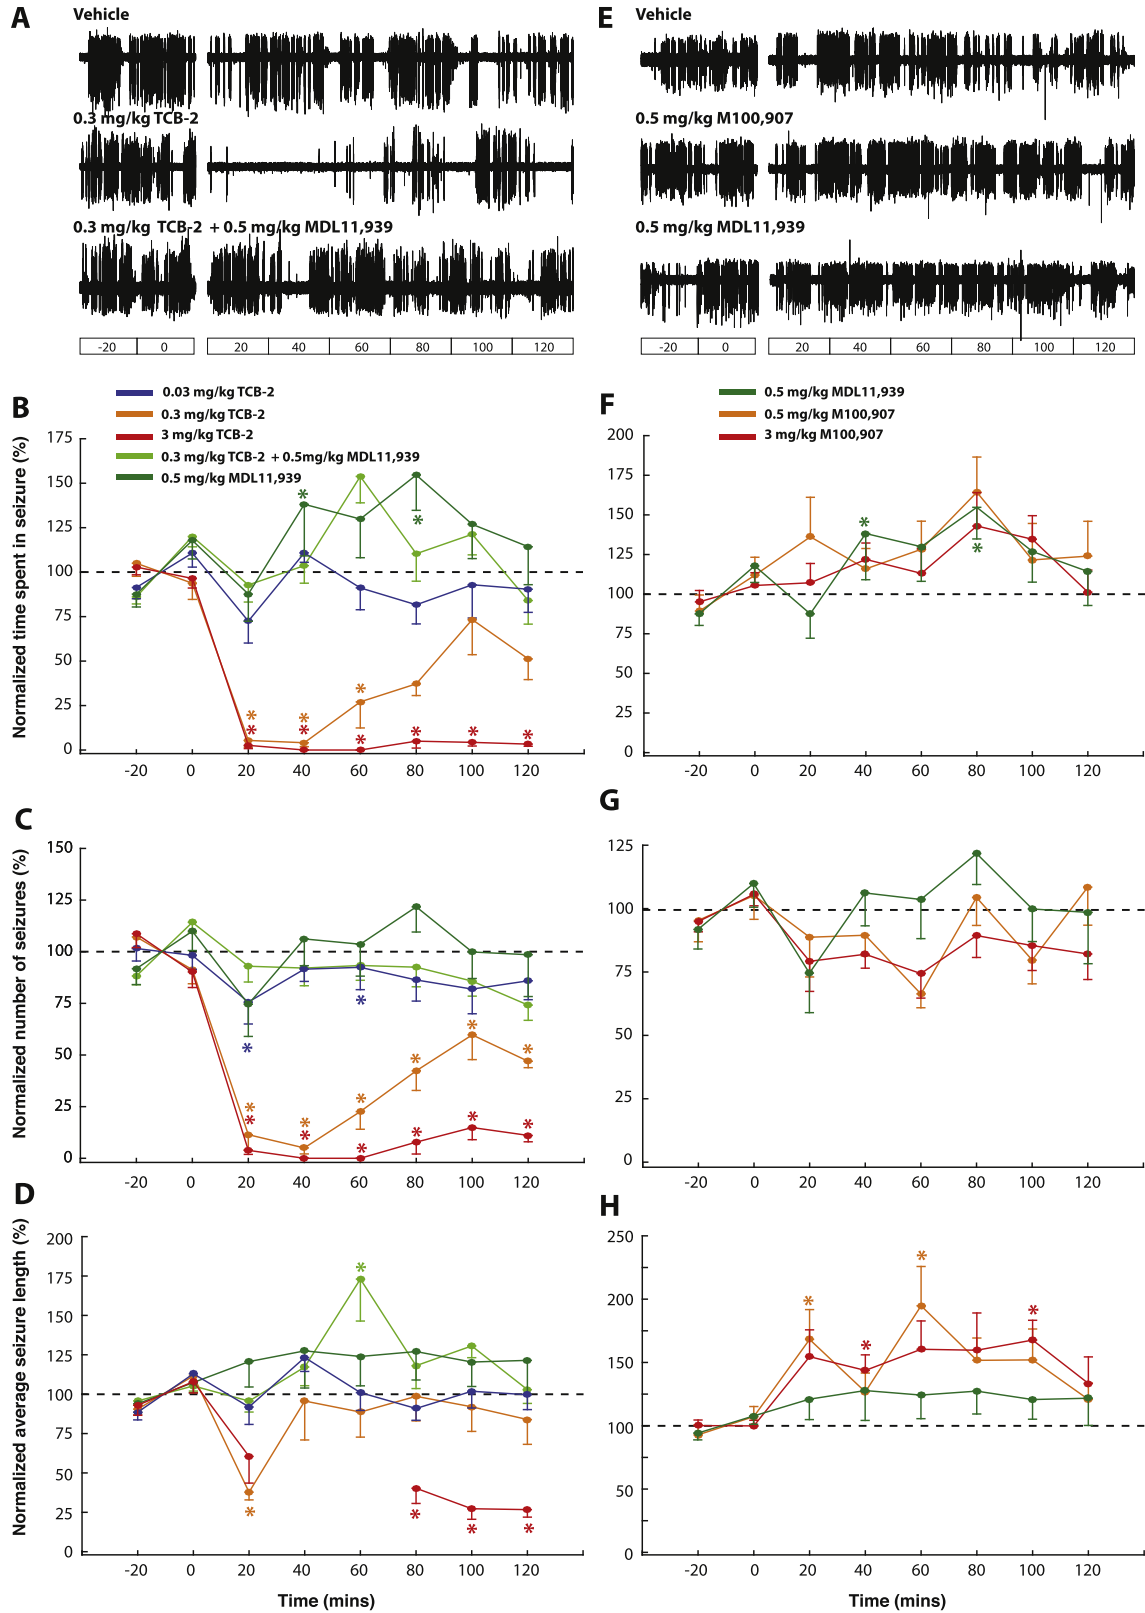 A
Vehicle
0.3 mg/kg TCB-2
0.3 mg/kg TCB-2 + 0.5 mg/kg MDL11,939
-20 0 20 40 60 80 100 120
E
Vehicle
0.5 mg/kg M100,907
0.5 mg/kg MDL11,939
-20 0 20 40 60 80 100 120
B
0.03 mg/kg TCB-2
0.3 mg/kg TCB-2
3 mg/kg TCB-2
0.3 mg/kg TCB-2 + 0.5mg/kg MDL11,939
0.5 mg/kg MDL11,939
Normalized time spent in seizure (%)
175
150
125
100
75
50
25
0
-20 0 20 40 60 80 100 120
F
0.5 mg/kg MDL11,939
0.5 mg/kg M100,907
3 mg/kg M100,907
200
175
150
125
100
75
50
25
0
-20 0 20 40 60 80 100 120
C
Normalized number of seizures (%)
150
125
100
75
50
25
0
-20 0 20 40 60 80 100 120
G
125
100
75
50
25
0
-20 0 20 40 60 80 100 120
D
Normalized average seizure length (%)
200
175
150
125
100
75
50
25
0
-20 0 20 40 60 80 100 120
Time (mins)
H
250
200
150
100
50
0
-20 0 20 40 60 80 100 120
Time (mins)